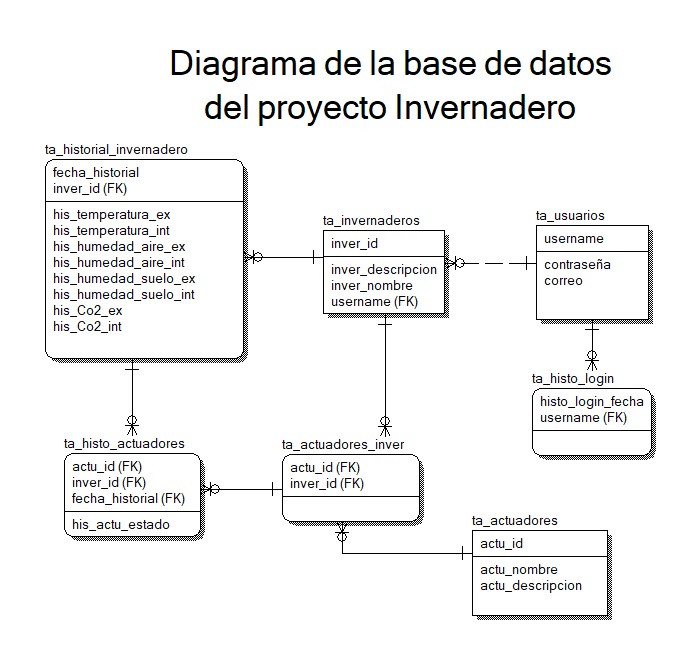 Diagrama de la base de datos
del proyecto Invernadero
ta_historial_invernadero
fecha_historial
inver_id (FK)
his_temperatura_ex
his_temperatura_int
his_humedad_aire_ex
his_humedad_aire_int
his_humedad_suelo_ex
his_humedad_suelo_int
his_Co2_ex
his_Co2_int
ta_invernaderos
inver_id
inver_descripcion
inver_nombre
username (FK)
ta_usuarios
username
contraseña
correo
ta_histo_login
histo_login_fecha
username (FK)
ta_histo_actuadores
actu_id (FK)
inver_id (FK)
fecha_historial (FK)
his_actu_estado
ta_actuadores_inver
actu_id (FK)
inver_id (FK)
ta_actuadores
actu_id
actu_nombre
actu_descripcion